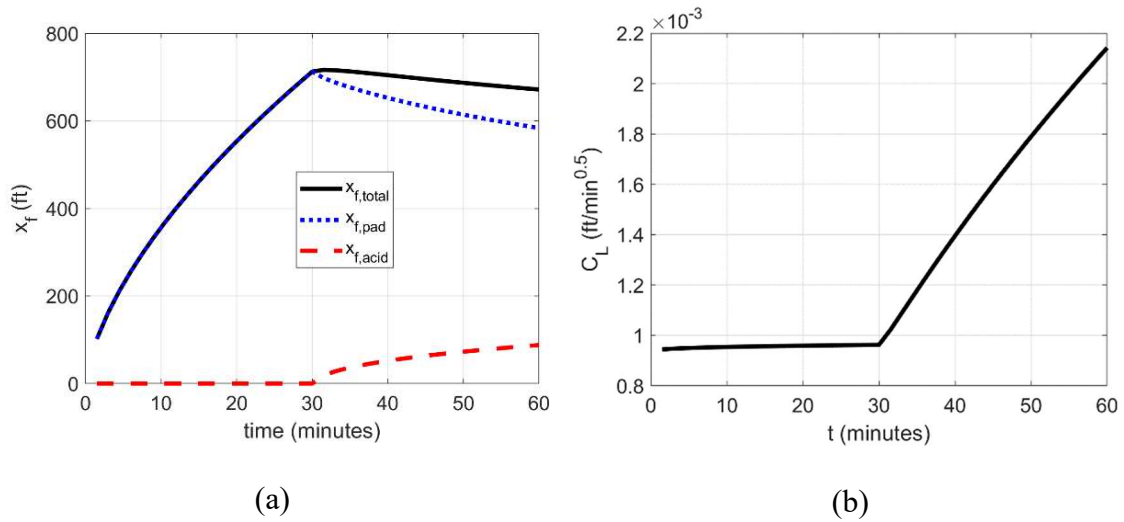 800
600
400
200
0
x_f (ft)
x_f,total
x_f,pad
x_f,acid
0 10 20 30 40 50 60
time (minutes)
(a)
×10^-3
2.2
2
1.8
1.6
1.4
1.2
1
0.8
C_L (ft/min^0.5)
0 10 20 30 40 50 60
t (minutes)
(b)